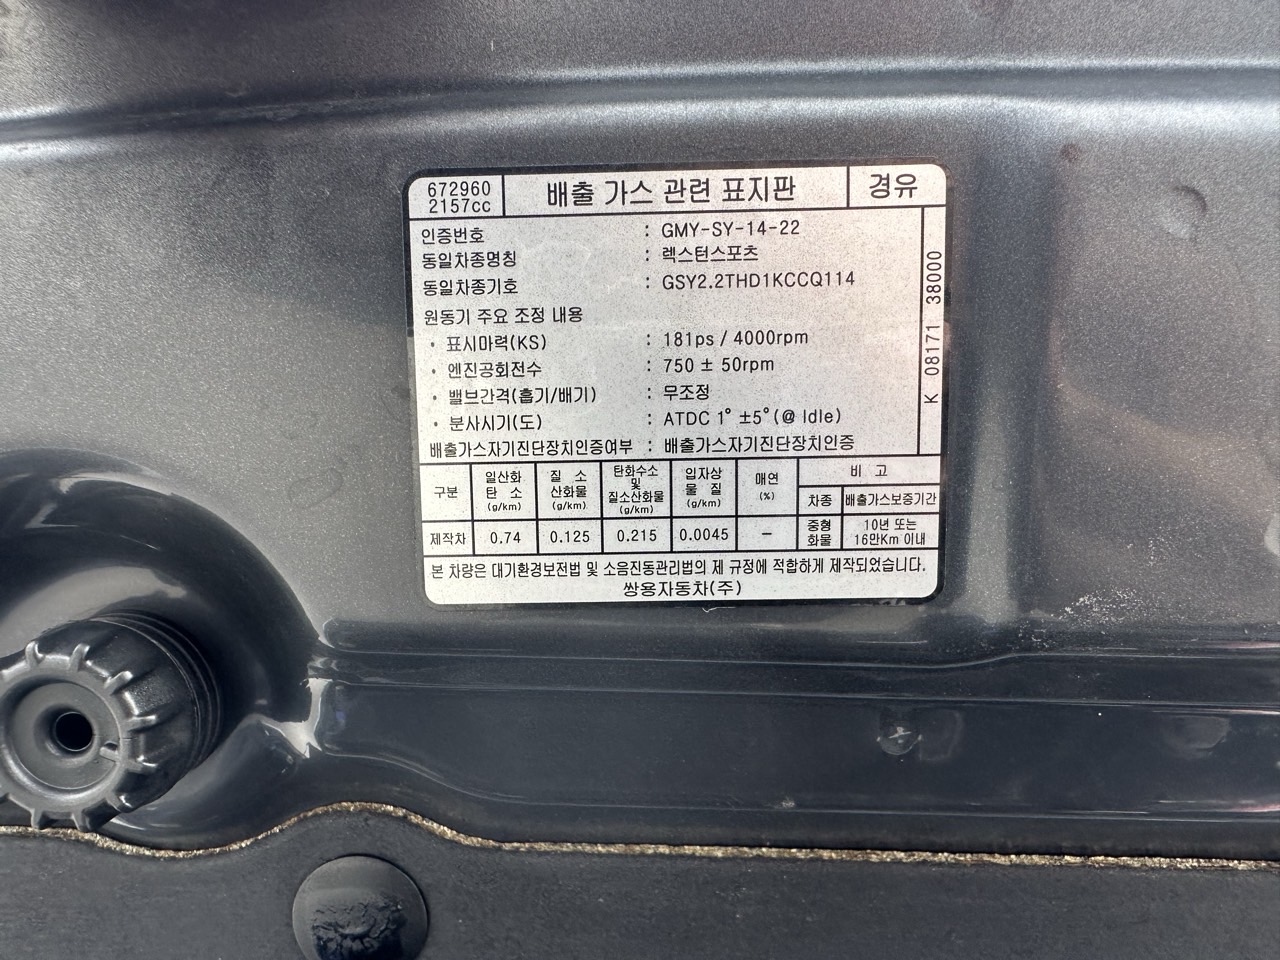 672960
2157cc
배출 가스 관련 표지판
경유
인증번호 : GMY-SY-14-22
동일차종명칭 : 렉스턴스포츠
동일차종기호 : GSY2.2THD1KCCQ114
원동기 주요 조정 내용
· 표시마력(KS) : 181ps / 4000rpm
· 엔진공회전수 : 750 ± 50rpm
· 밸브간격(흡기/배기) : 무조정
· 분사시기(도) : ATDC 1° ±5°(@ Idle)
배출가스자기진단장치인증여부 : 배출가스자기진단장치인증
K 08171 38000
구분
일산화
탄 소
(g/km)
질 소
산화물
(g/km)
탄화수소
및
질소산화물
(g/km)
입자상
물 질
(g/km)
매연
(%)
비 고
차종 배출가스보증기간
제작차 0.74 0.125 0.215 0.0045 –
중형
화물
10년 또는
16만Km 이내
본 차량은 대기환경보전법 및 소음진동관리법의 제 규정에 적합하게 제작되었습니다.
쌍용자동차(주)